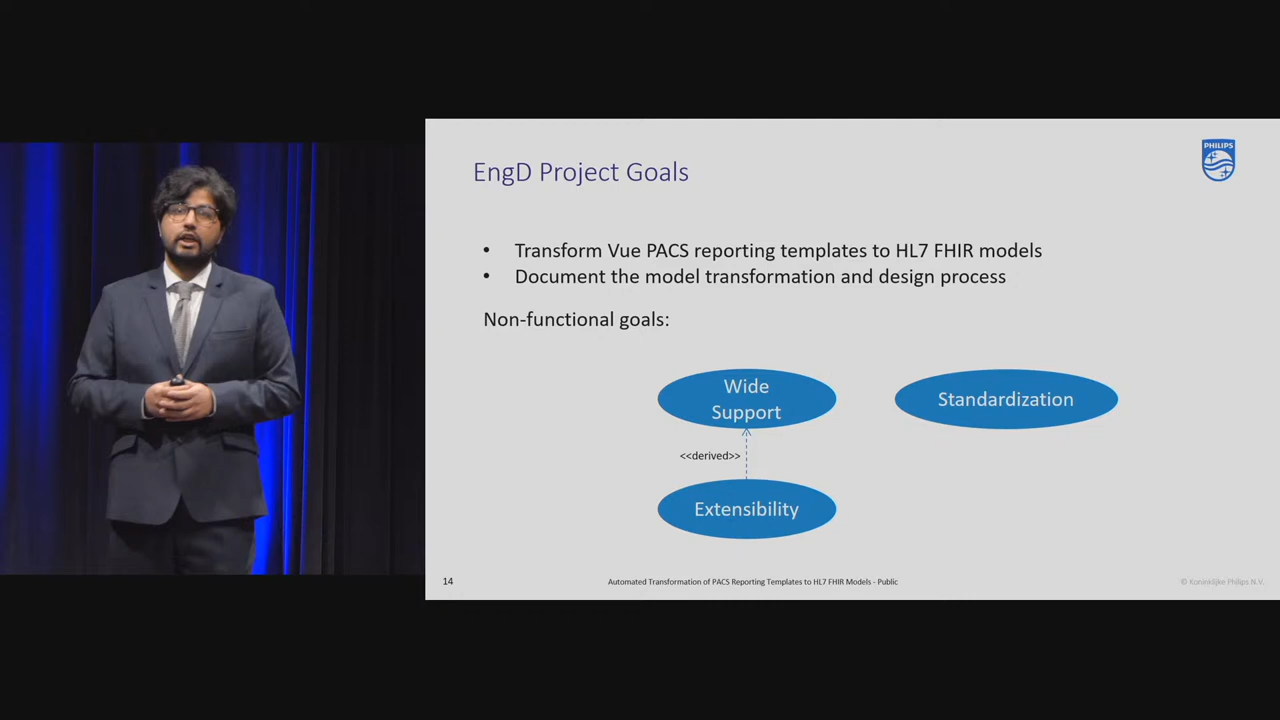 PHILIPS
EngD Project Goals
• Transform Vue PACS reporting templates to HL7 FHIR models
• Document the model transformation and design process
Non-functional goals:
Wide
Support
Standardization
<<derived>>
Extensibility
14
Automated Transformation of PACS Reporting Templates to HL7 FHIR Models - Public
© Koninklijke Philips N.V.